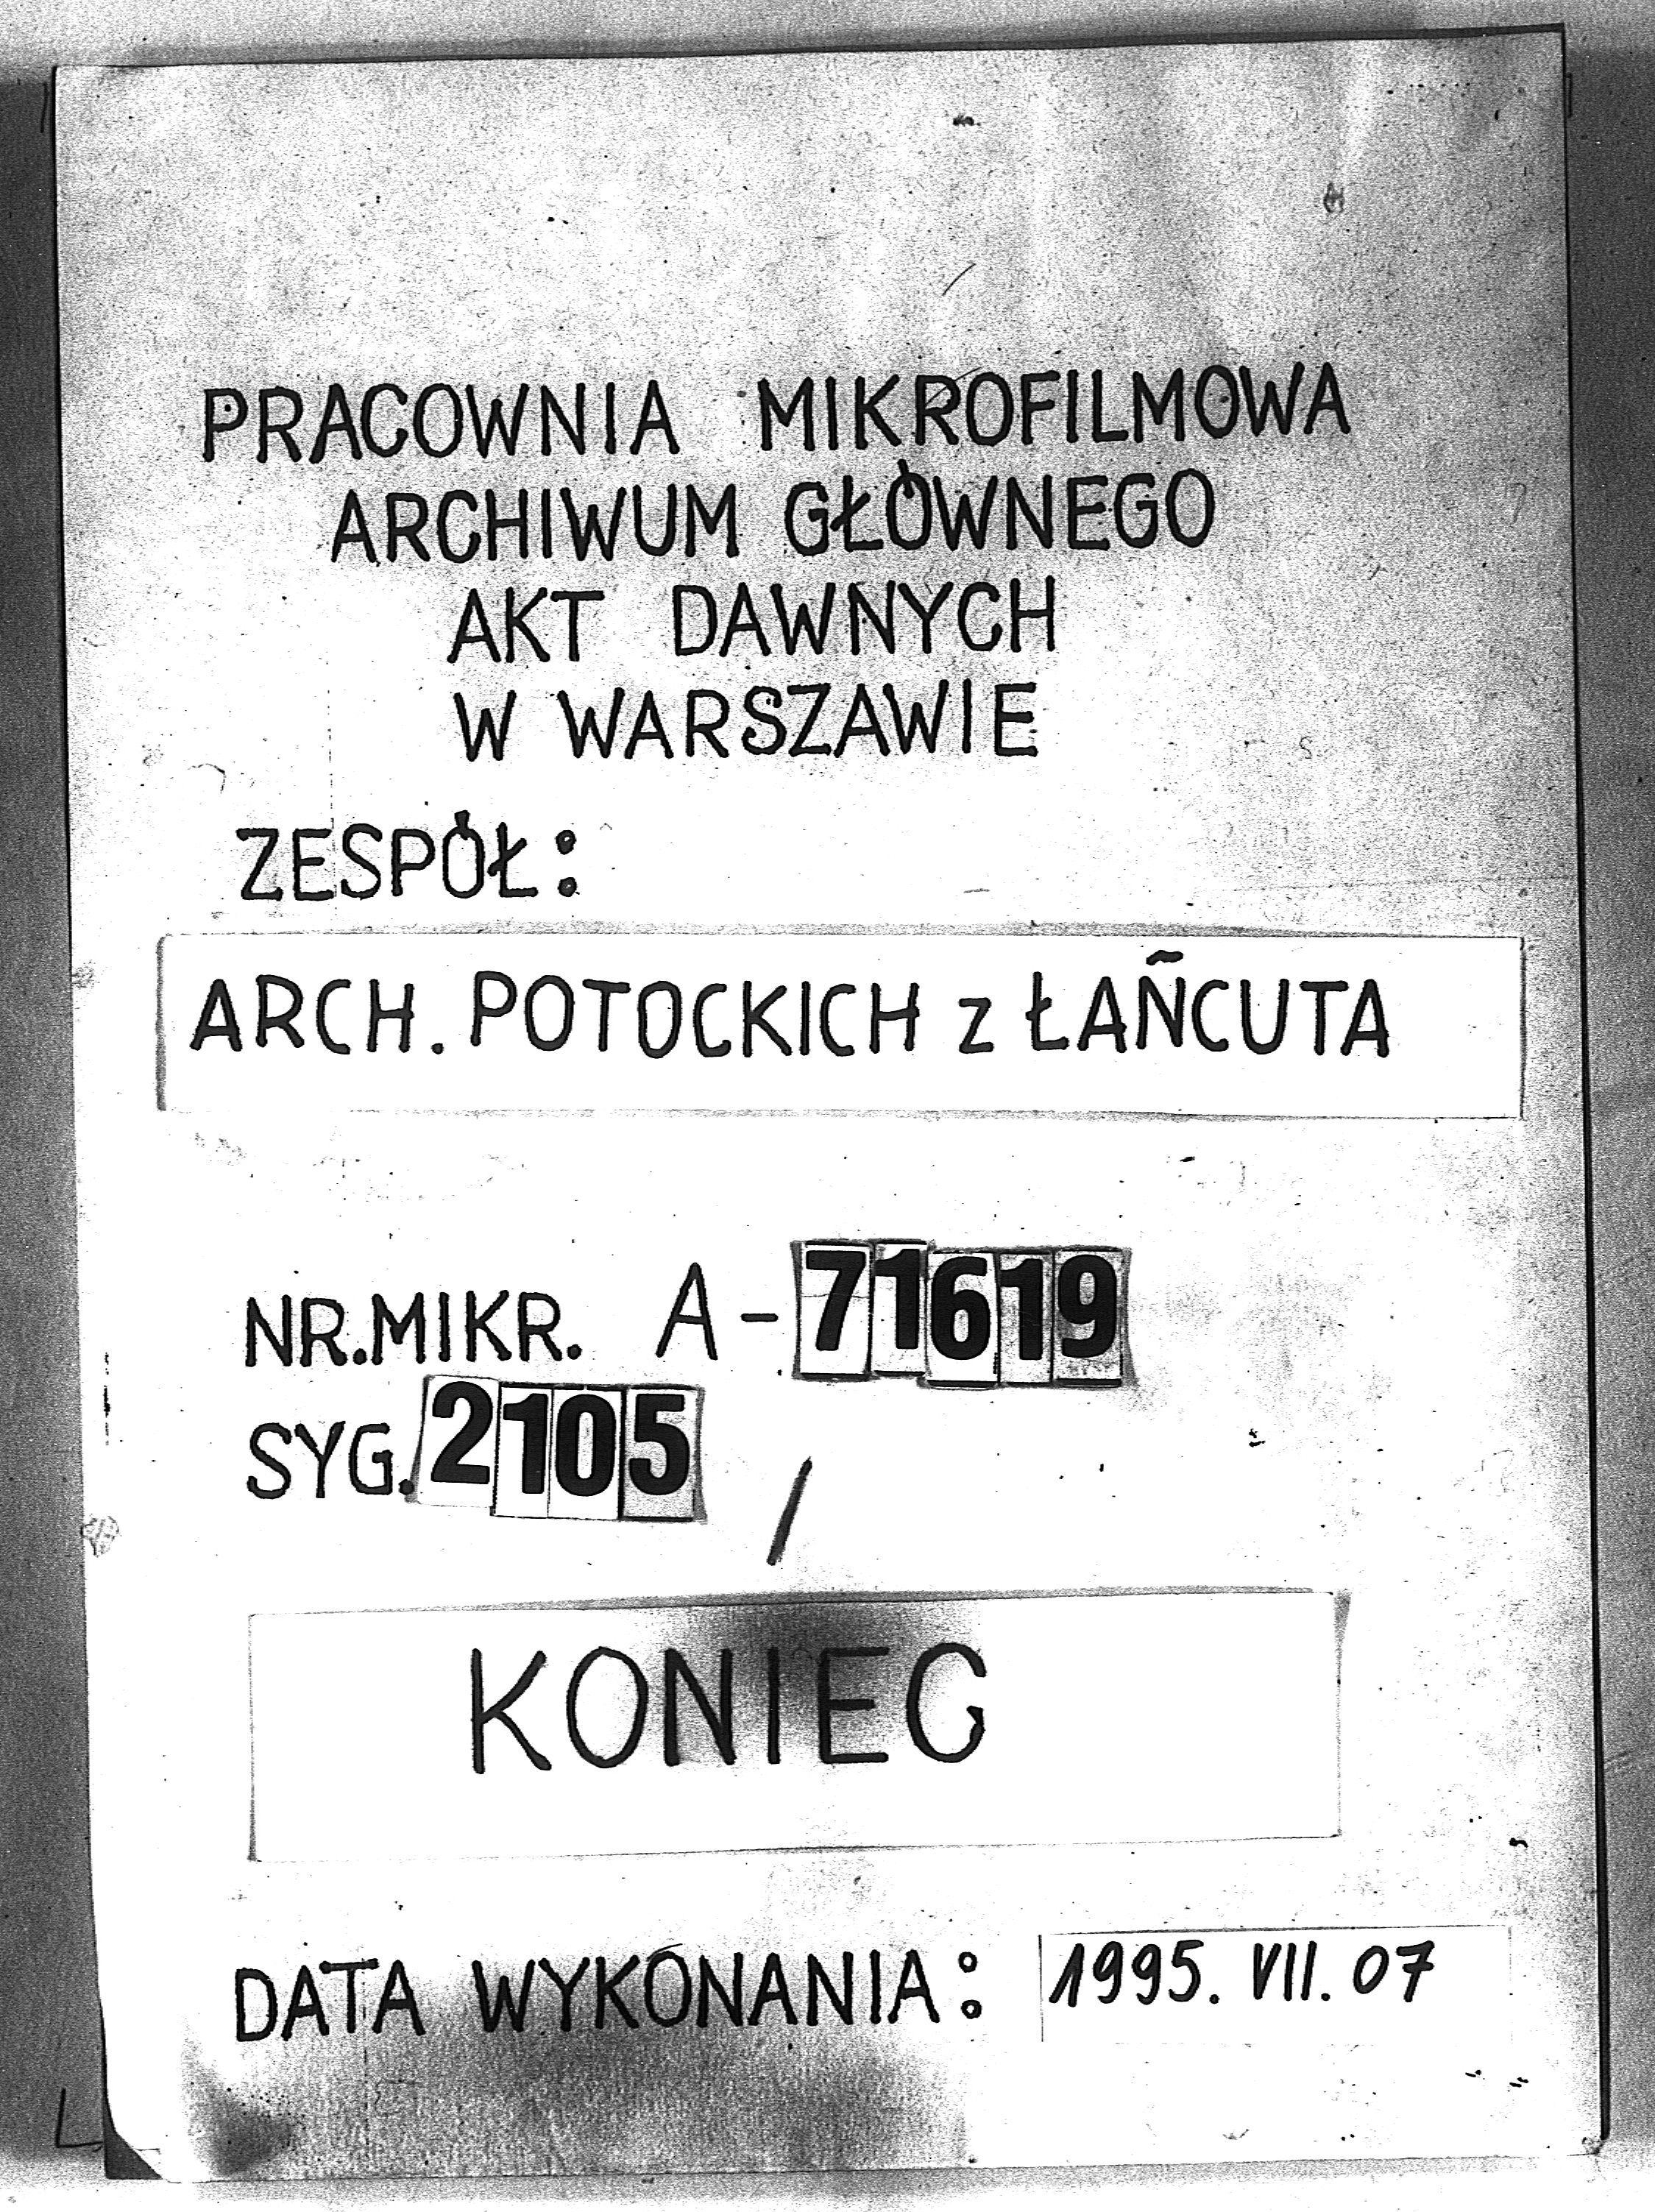 PRACOWNIA MIKROFILMOWA
ARCHIWUM GŁÓWNEGO
AKT DAWNYCH
W WARSZAWIE
ZESPÓŁ:
ARCH. POTOCKICH z ŁAŃCUTA
NR.MIKR. A-71619
SYG. 2105 /
KONIEC
DATA WYKONANIA: 1995. VII. 07